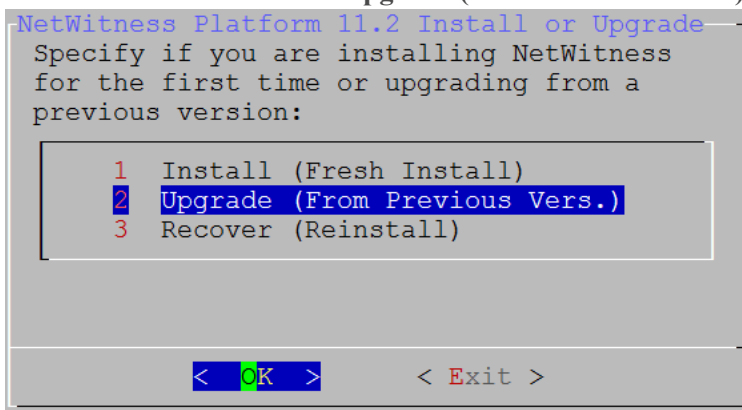 NetWitness Platform 11.2 Install or Upgrade
Specify if you are installing NetWitness
for the first time or upgrading from a
previous version:
1 Install (Fresh Install)
2 Upgrade (From Previous Vers.)
3 Recover (Reinstall)
< OK > < Exit >